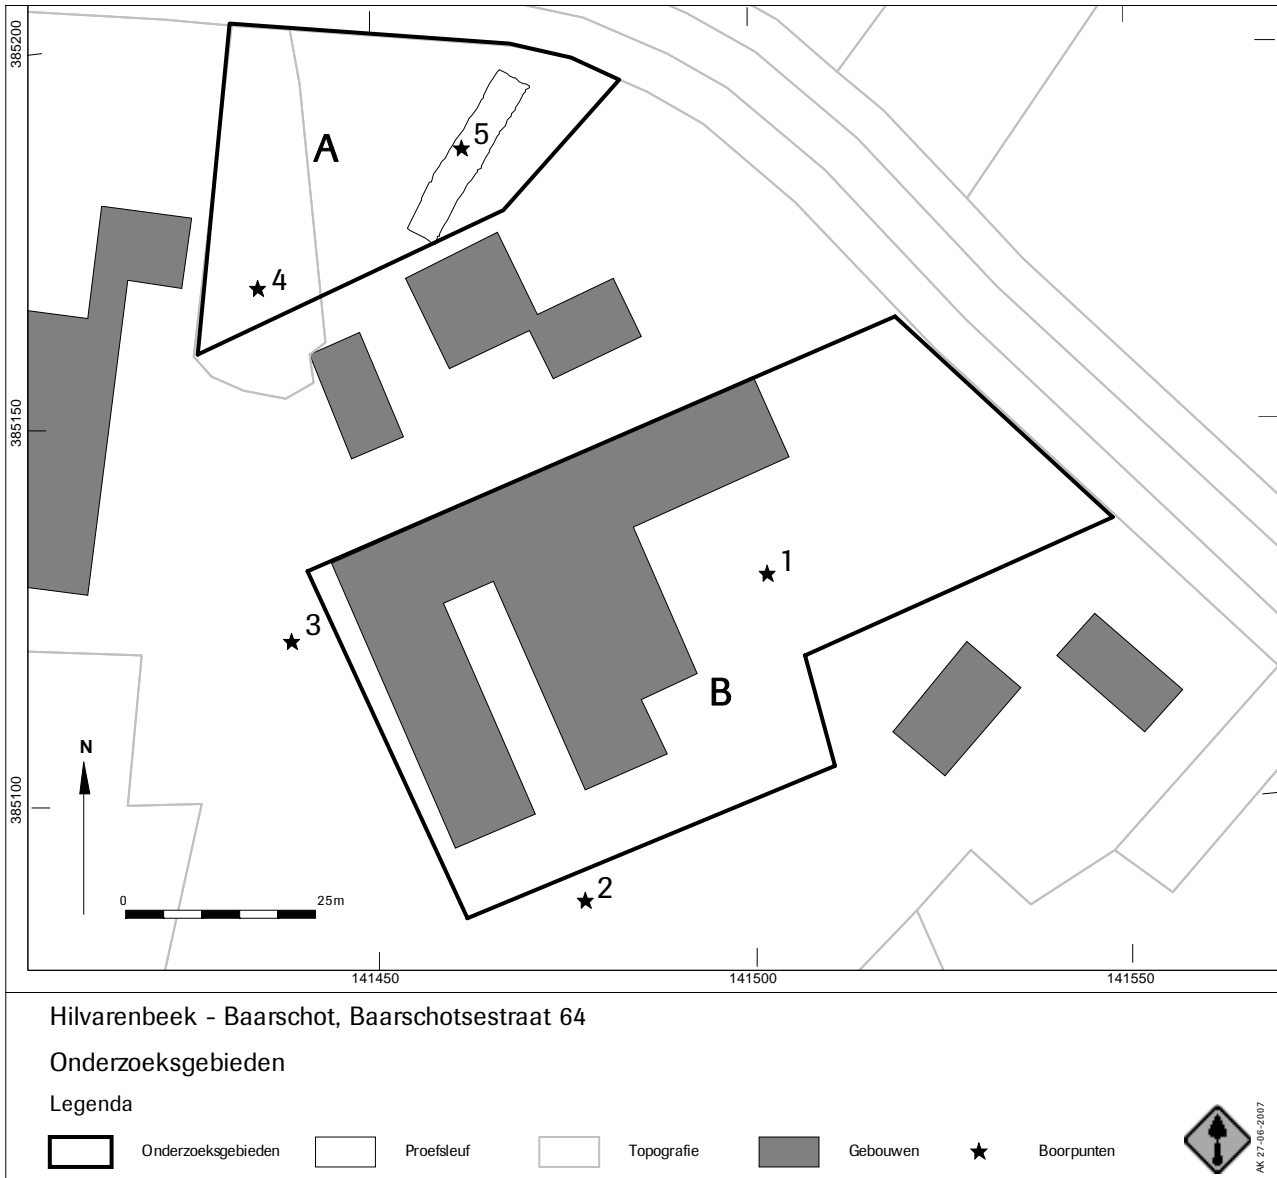 385200
385150
385100
A
5
4
3
1
B
2
N
0
25m
141450
141500
141550
Hilvarenbeek - Baarschot, Baarschotsestraat 64
Onderzoeksgebieden
Legenda
Onderzoeksgebieden
Proefsleuf
Topografie
Gebouwen
Boorpunten
AK 27-06-2007